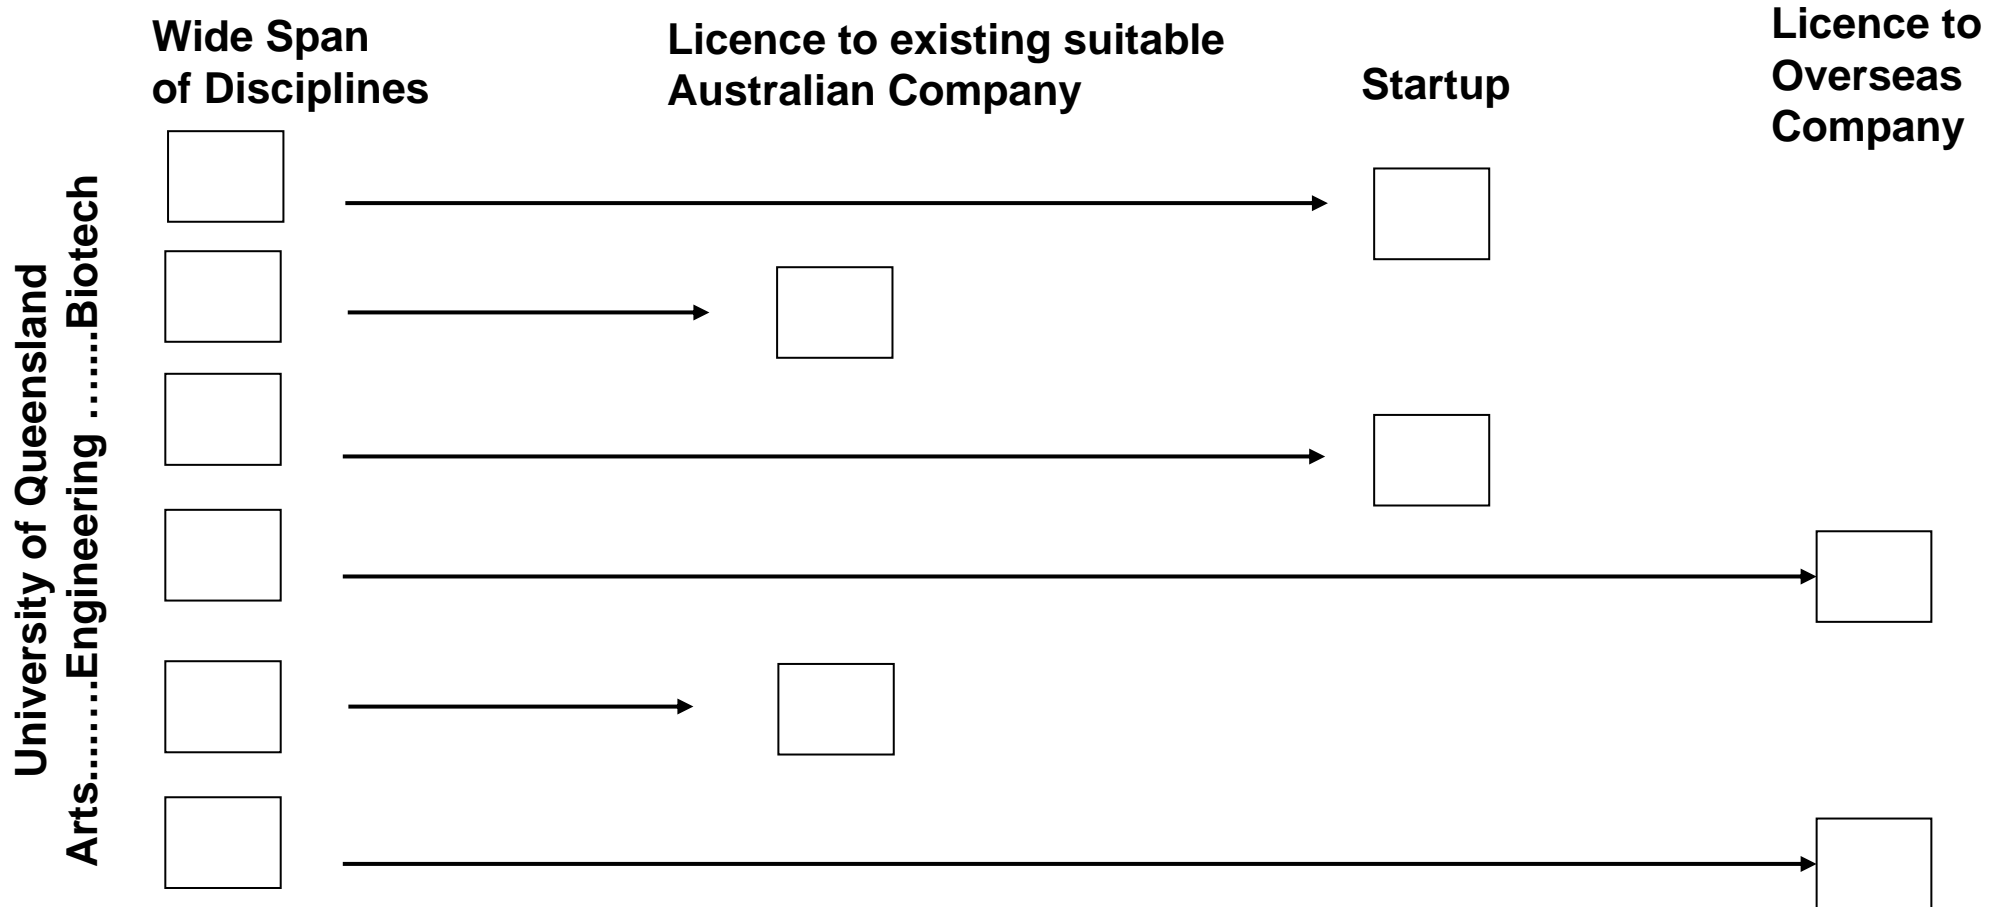 Wide Span
of Disciplines
Licence to existing suitable
Australian Company
Startup
Licence to
Overseas
Company
University of Queensland
Arts.........Engineering …....Biotech